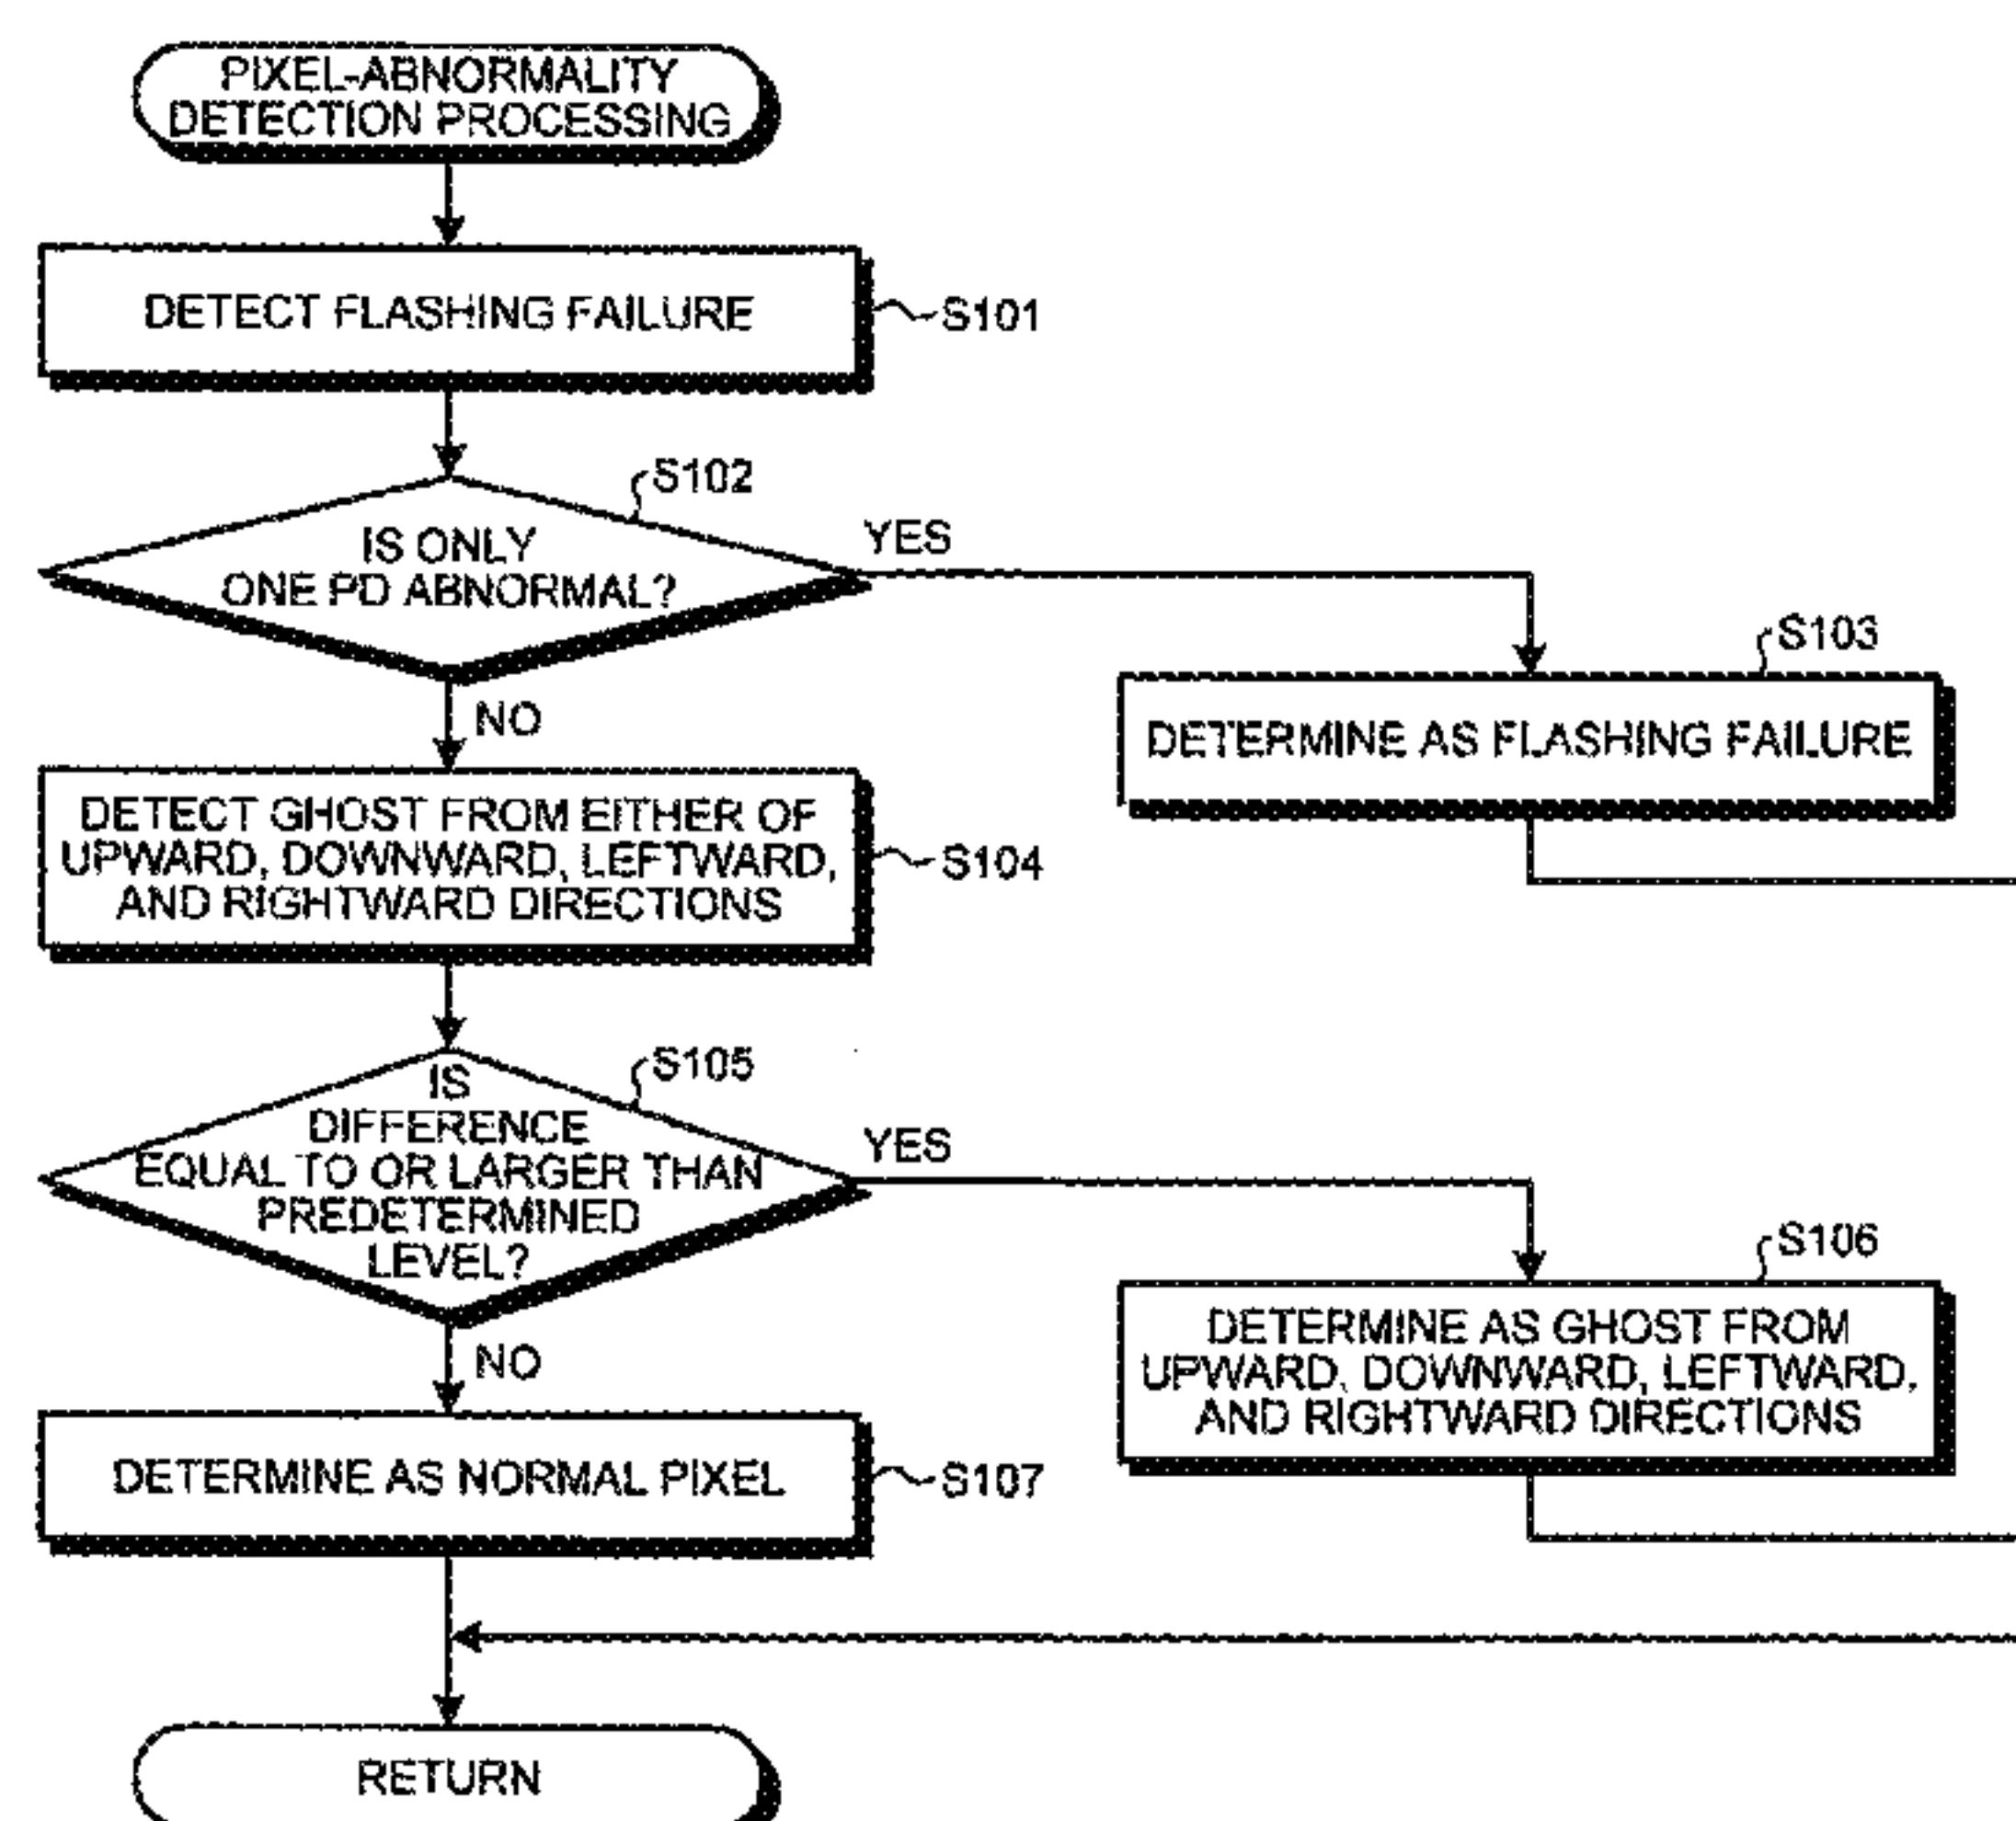 PIXEL-ABNORMALITY
DETECTION PROCESSING
DETECT FLASHING FAILURE
S101
S102
IS ONLY
ONE PD ABNORMAL?
YES
NO
S103
DETERMINE AS FLASHING FAILURE
DETECT GHOST FROM EITHER OF
UPWARD, DOWNWARD, LEFTWARD,
AND RIGHTWARD DIRECTIONS
S104
S105
IS
DIFFERENCE
EQUAL TO OR LARGER THAN
PREDETERMINED
LEVEL?
YES
NO
S106
DETERMINE AS GHOST FROM
UPWARD, DOWNWARD, LEFTWARD,
AND RIGHTWARD DIRECTIONS
DETERMINE AS NORMAL PIXEL
S107
RETURN